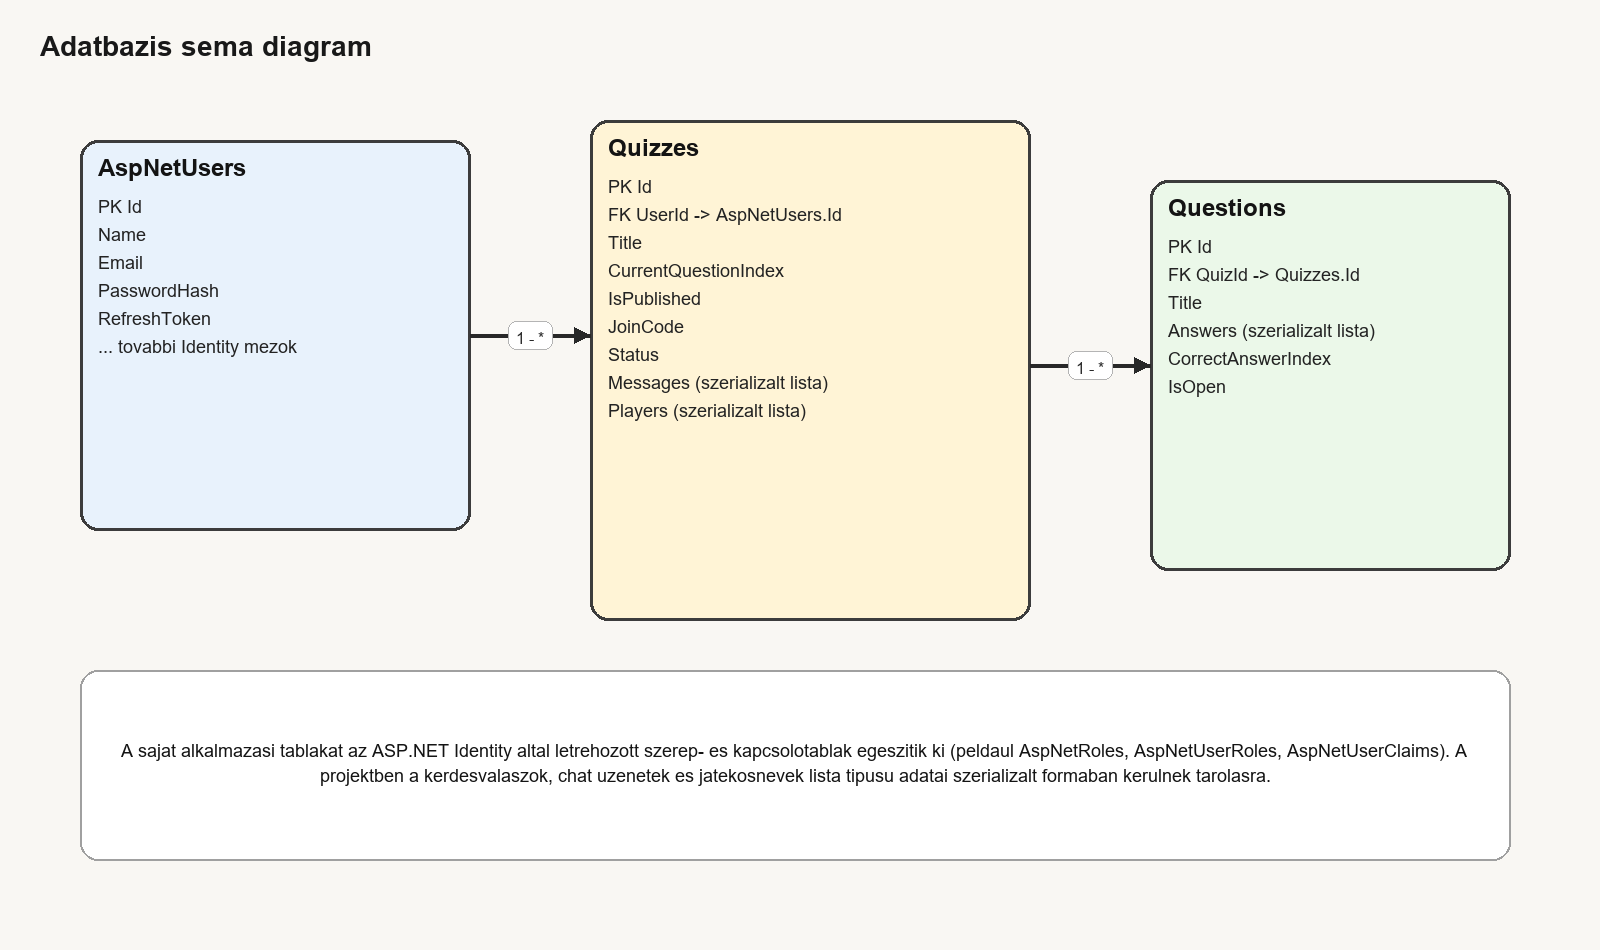 Adatbazis sema diagram
AspNetUsers
PK Id
Name
Email
PasswordHash
RefreshToken
... tovabbi Identity mezok
1 - *
Quizzes
PK Id
FK UserId -> AspNetUsers.Id
Title
CurrentQuestionIndex
IsPublished
JoinCode
Status
Messages (szerializalt lista)
Players (szerializalt lista)
1 - *
Questions
PK Id
FK QuizId -> Quizzes.Id
Title
Answers (szerializalt lista)
CorrectAnswerIndex
IsOpen
A sajat alkalmazasi tablakat az ASP.NET Identity altal letrehozott szerep- es kapcsolotablak egeszitik ki (peldaul AspNetRoles, AspNetUserRoles, AspNetUserClaims). A
projektben a kerdesvalaszok, chat uzenetek es jatekosnevek lista tipusu adatai szerializalt formaban kerulnek tarolasra.